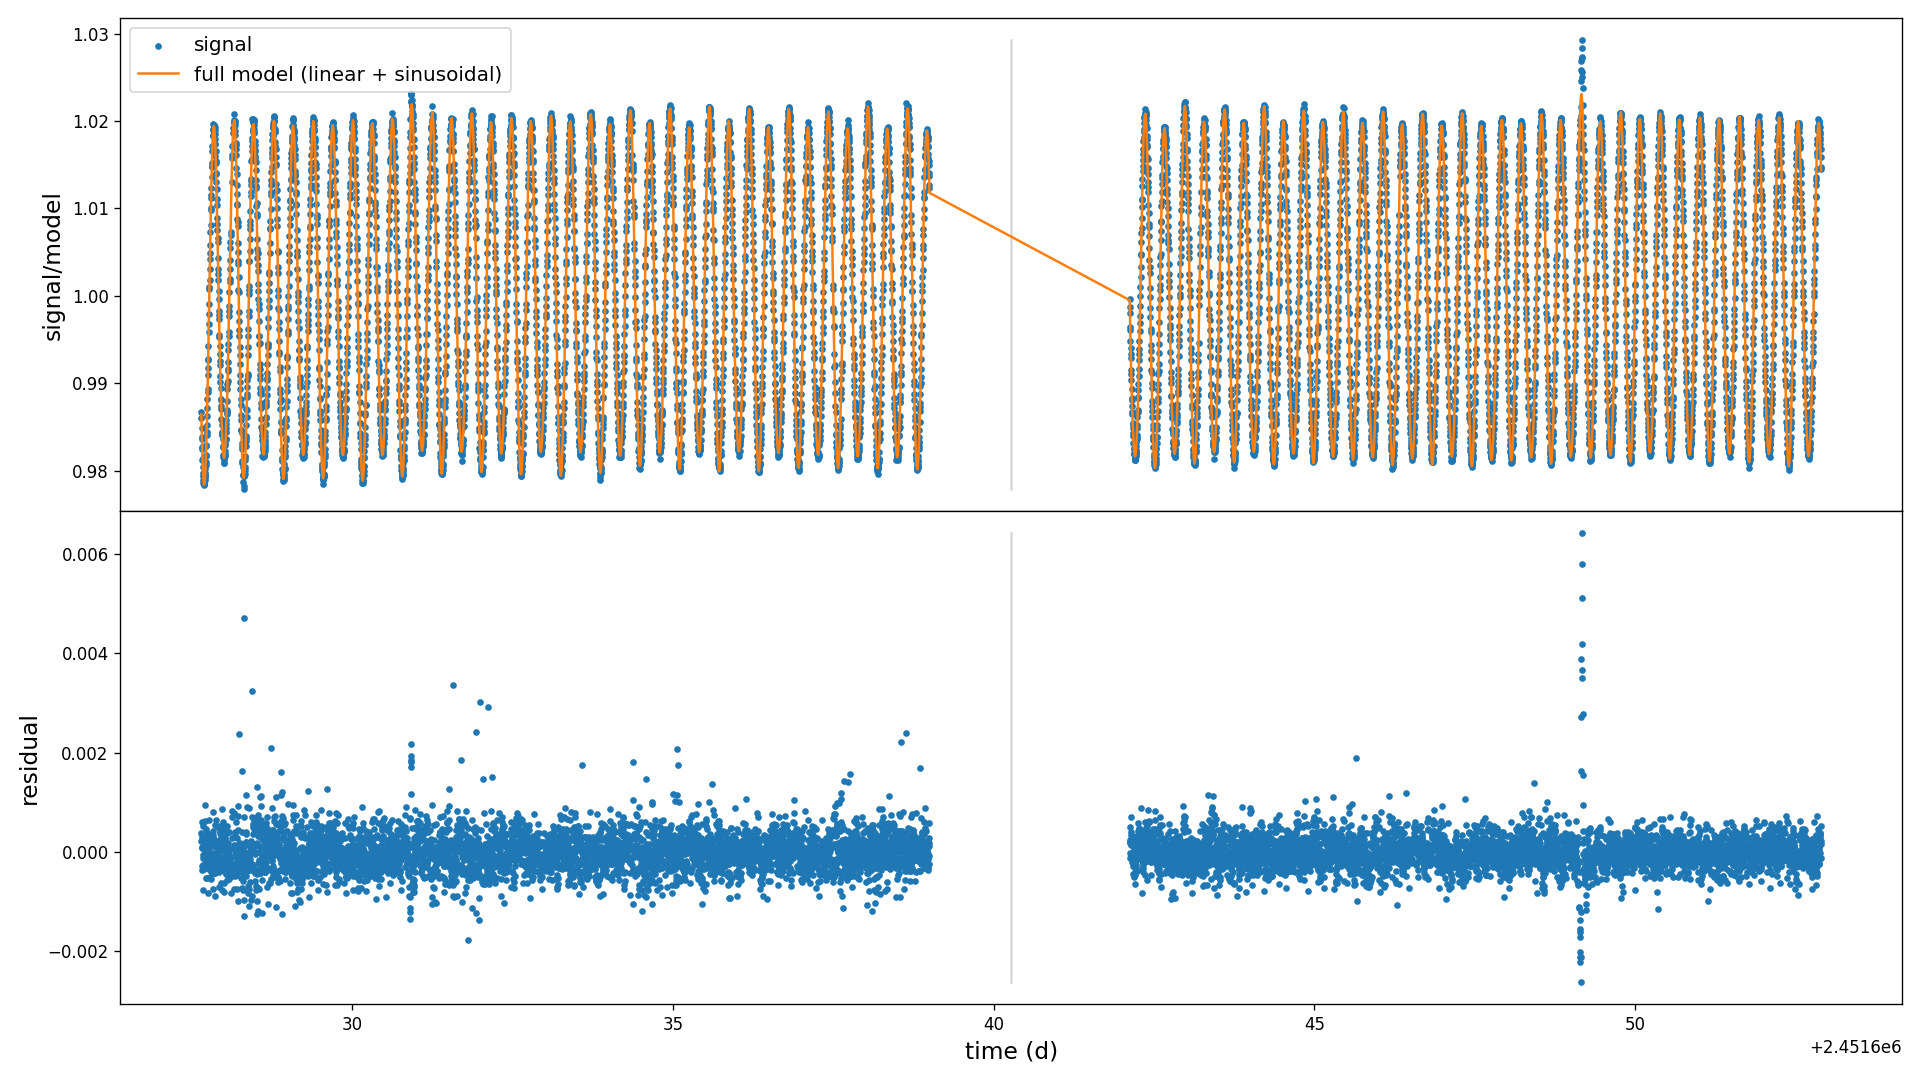 signal
full model (linear + sinusoidal)
signal/model
1.03
1.02
1.01
1.00
0.99
0.98
residual
0.006
0.004
0.002
0.000
−0.002
30
35
40
45
50
time (d)
+2.4516e6